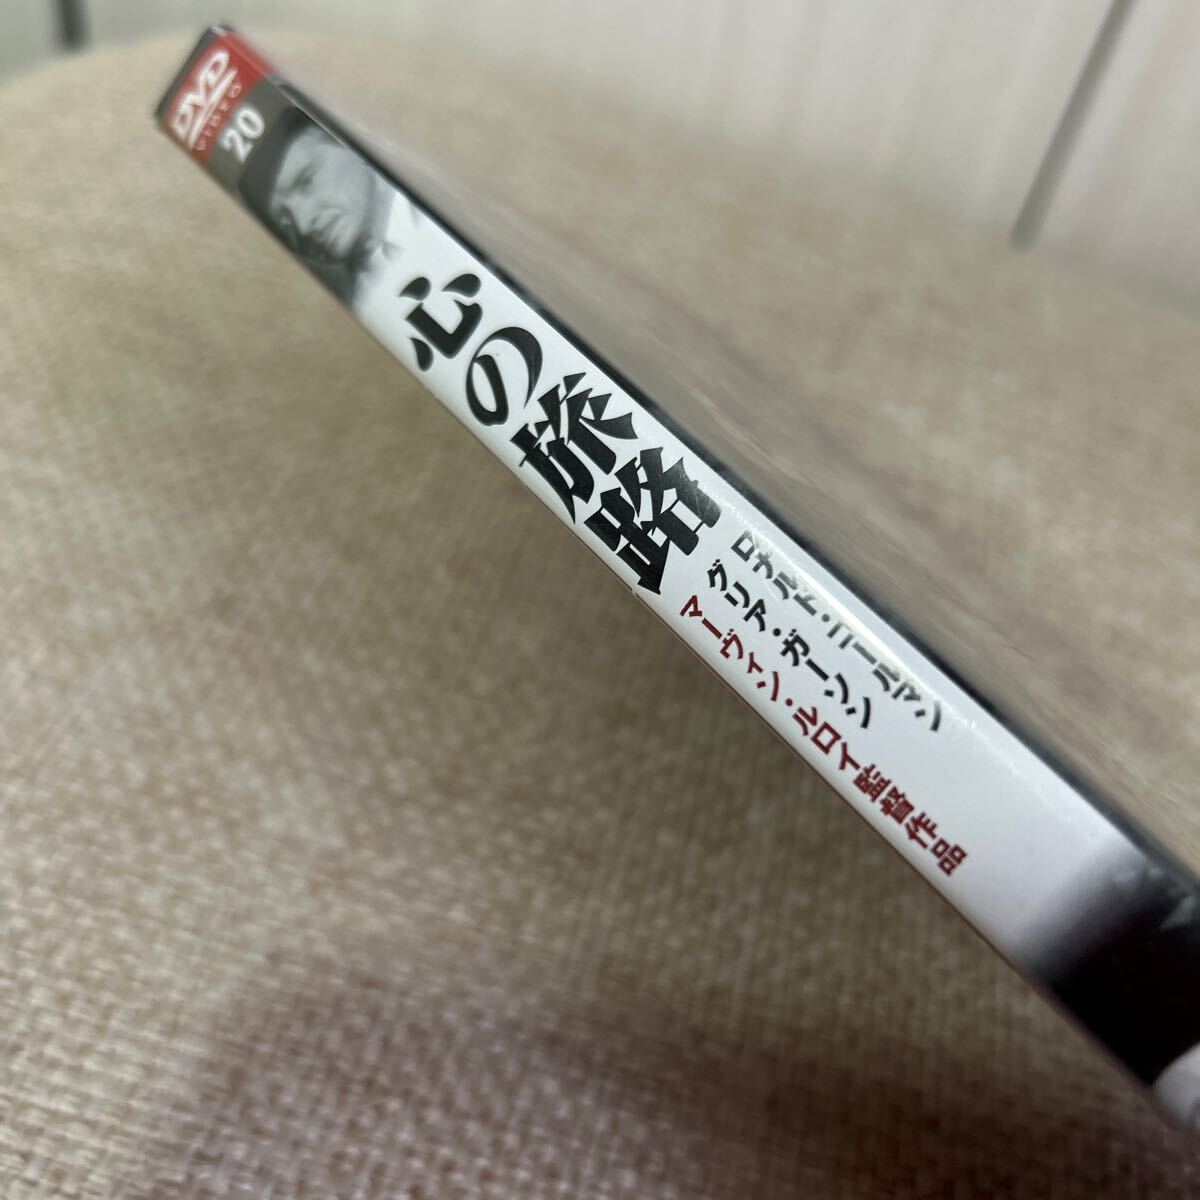 DVD
VIDEO
20
心の旅路
ロナルド・コールマン
グリア・ガーソン
マーヴィン・ルロイ監督作品